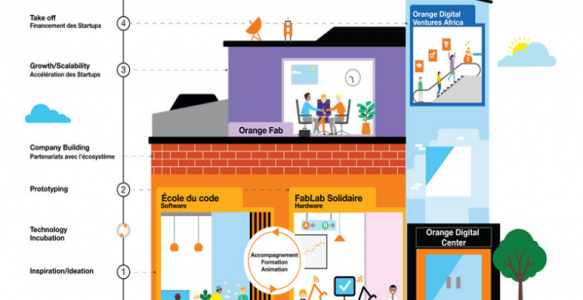 Take off
Financement des Startups
4
Growth/Scalability
Accélération des Startups
3
Company Building
Partenariats avec l'écosystème
Prototyping
2
Technology
Incubation
Inspiration/Ideation
1
Orange Digital
Ventures Africa
Orange Fab
École du code
Software
FabLab Solidaire
Hardware
A
B
Accompagnement
Formation
Animation
Orange Digital
Center